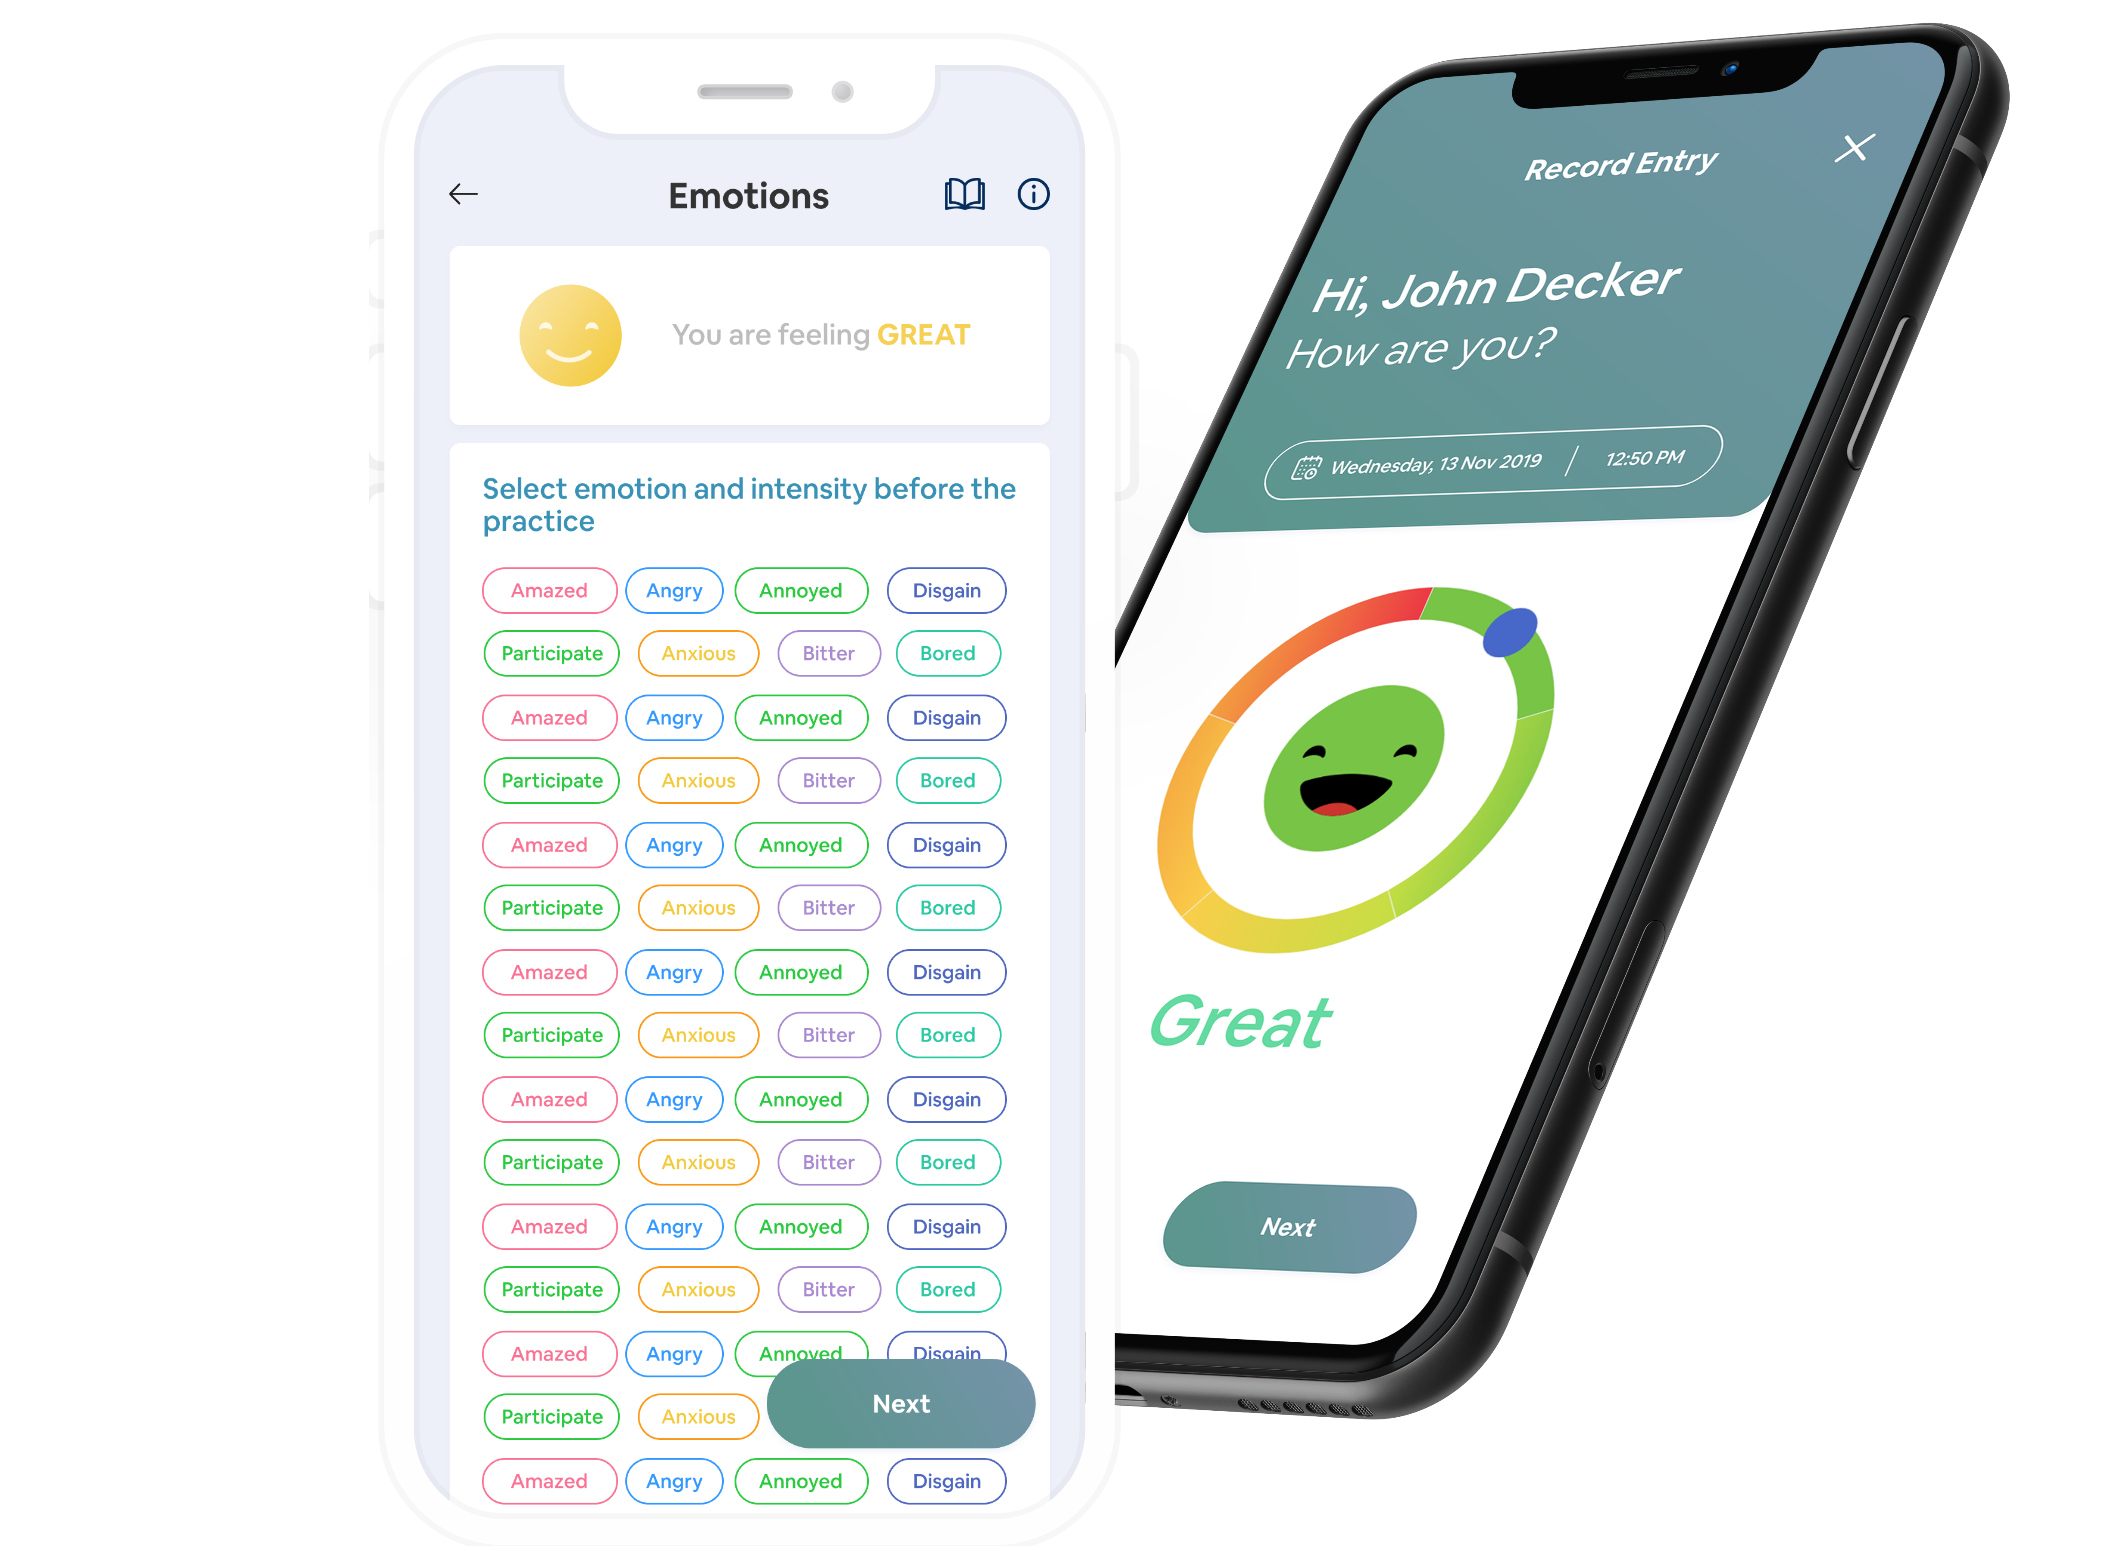 Emotions
You are feeling GREAT
Select emotion and intensity before the
practice
Amazed Angry Annoyed Disgain
Participate Anxious Bitter Bored
Amazed Angry Annoyed Disgain
Participate Anxious Bitter Bored
Amazed Angry Annoyed Disgain
Participate Anxious Bitter Bored
Amazed Angry Annoyed Disgain
Participate Anxious Bitter Bored
Amazed Angry Annoyed Disgain
Participate Anxious Bitter Bored
Amazed Angry Annoyed Disgain
Participate Anxious Bitter Bored
Amazed Angry Annoyed Disgain
Participate Anxious
Next
Amazed Angry Annoyed Disgain
Record Entry
Hi, John Decker
How are you?
Wednesday, 13 Nov 2019 / 12:50 PM
Great
Next